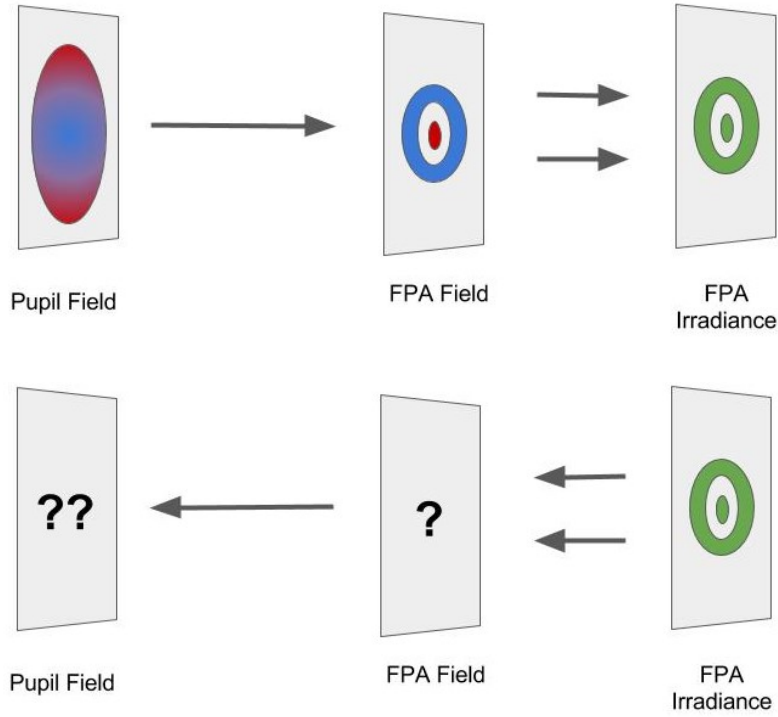 Pupil Field
FPA Field
FPA
Irradiance
??
?
Pupil Field
FPA Field
FPA
Irradiance